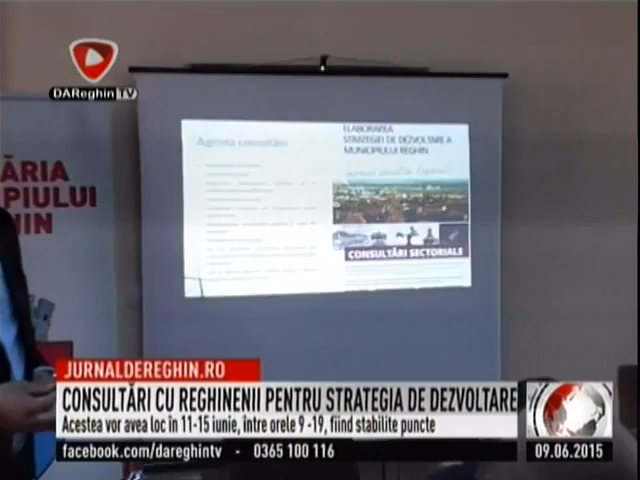 DAReghin TV
ĂRIA
IPIULUI
HIN
Agenda consultării
ELABORAREA
STRATEGIEI DE DEZVOLTARE A
MUNICIPIULUI REGHIN
CONSULTĂRI SECTORIALE
JURNALDEREGHIN.RO
CONSULTĂRI CU REGHINENII PENTRU STRATEGIA DE DEZVOLTARE
Acestea vor avea loc în 11-15 iunie, între orele 9 -19, fiind stabilite puncte
facebook.com/dareghintv - 0365 100 116
09.06.2015